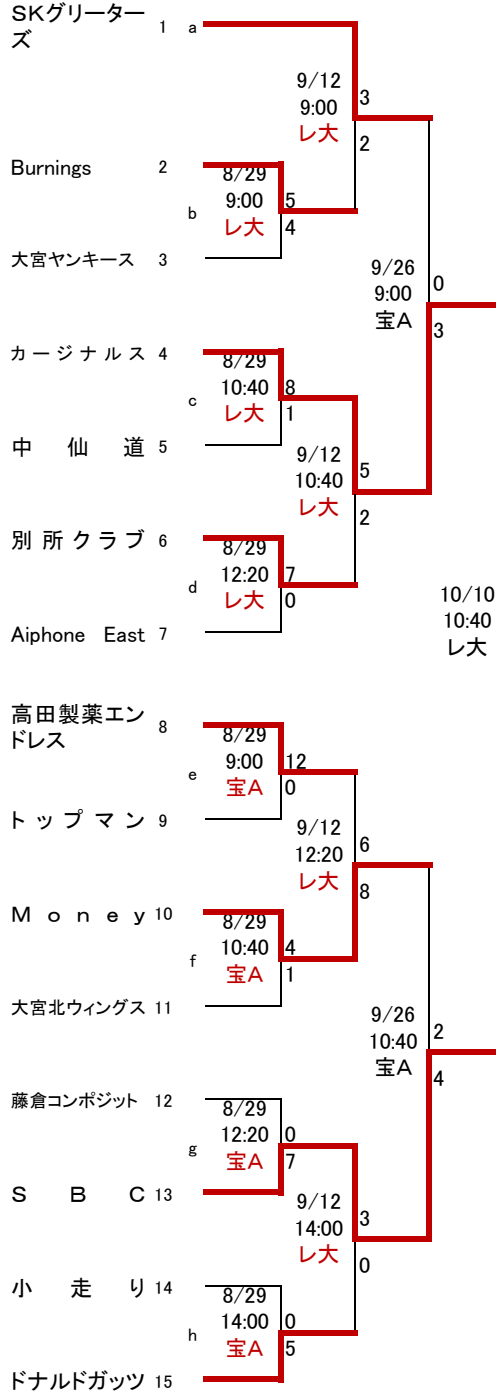 SKグリーター
ズ
1 a
9/12
9:00
レ大
3
2
Burnings 2
8/29
9:00
レ大
b
5
4
大宮ヤンキース 3
9/26
9:00
宝A
0
3
カージナルス 4
8/29
10:40
レ大
c
8
1
中仙道 5
9/12
10:40
レ大
5
2
別所クラブ 6
8/29
12:20
レ大
d
7
0
Aiphone East 7
10/10
10:40
レ大
高田製薬エン
ドレス
8
8/29
9:00
宝A
e
12
0
トップマン 9
9/12
12:20
レ大
6
8
Money 10
8/29
10:40
宝A
f
4
1
大宮北ウィングス 11
9/26
10:40
宝A
2
4
藤倉コンポジット 12
8/29
12:20
宝A
g
0
7
SBC 13
9/12
14:00
レ大
3
0
小走り 14
8/29
14:00
宝A
h
0
5
ドナルドガッツ 15